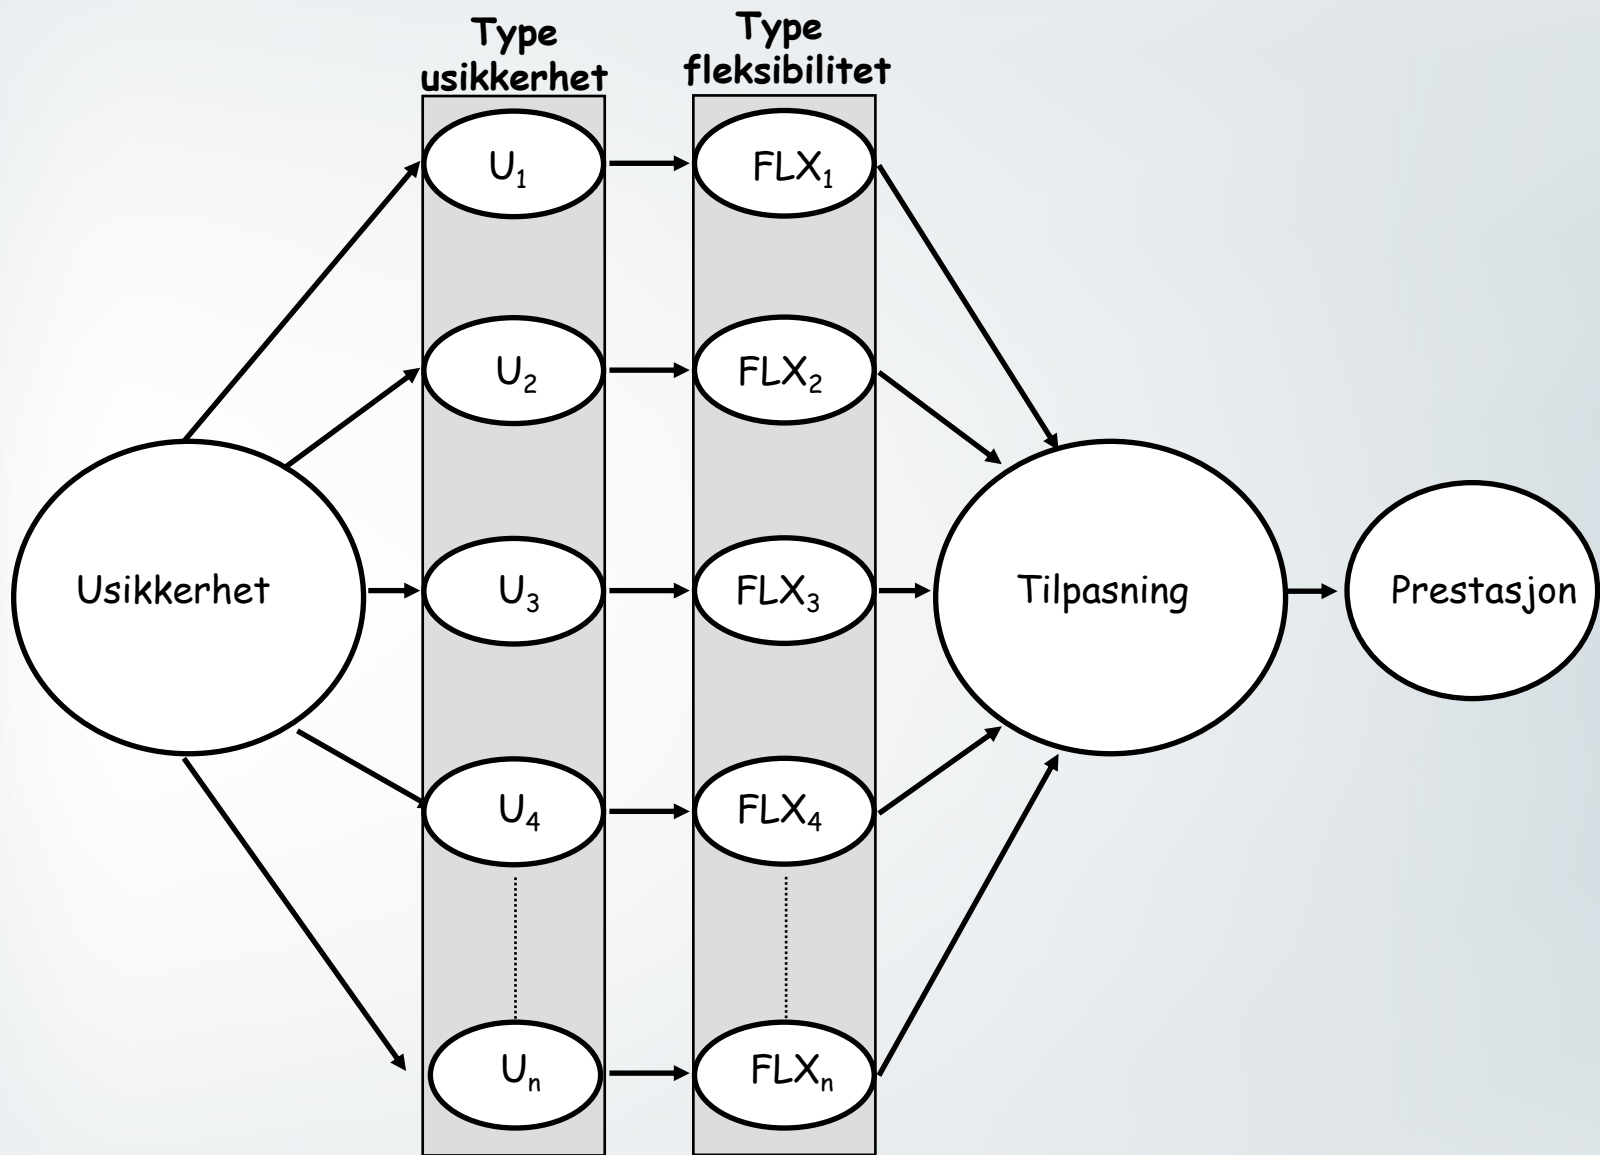 Type
usikkerhet
Type
fleksibilitet
U₁
FLX₁
U₂
FLX₂
Usikkerhet
U₃
FLX₃
Tilpasning
Prestasjon
U₄
FLX₄
Uₙ
FLXₙ